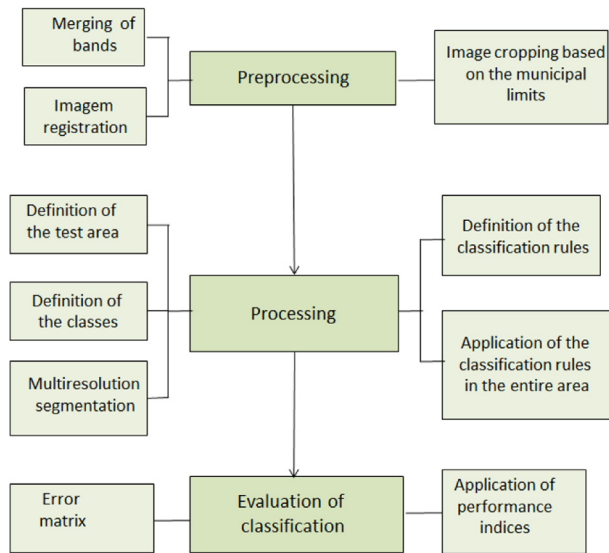 Merging of
bands
Imagem
registration
Preprocessing
Image cropping based
on the municipal
limits
Definition of
the test area
Definition of
the classes
Multiresolution
segmentation
Processing
Definition of the
classification rules
Application of the
classification rules
in the entire area
Error
matrix
Evaluation of
classification
Application of
performance
indices